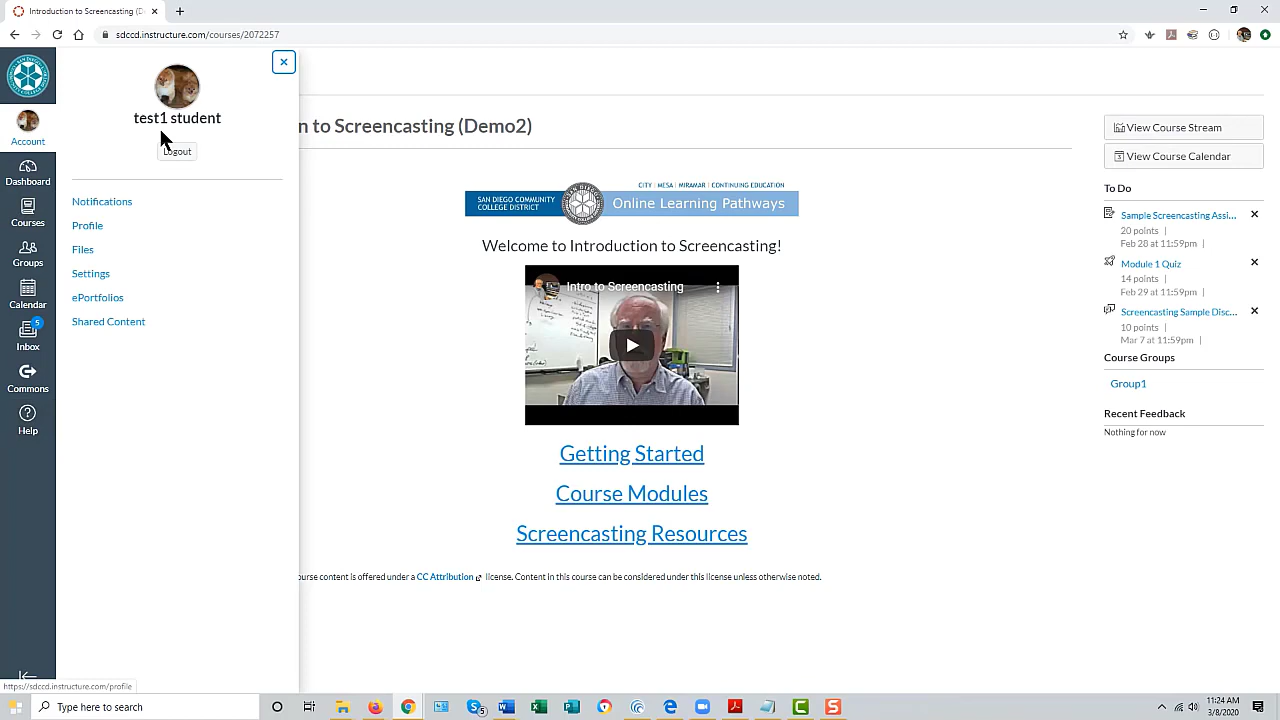 Introduction to Screencasting (D
sdccd.instructure.com/courses/2072257
Account
Dashboard
Courses
Groups
Calendar
5
Inbox
Commons
Help
test1 student
Logout
Notifications
Profile
Files
Settings
ePortfolios
Shared Content
https://sdccd.instructure.com/profile
n to Screencasting (Demo2)
CITY | MESA | MIRAMAR | CONTINUING EDUCATION
SAN DIEGO COMMUNITY
COLLEGE DISTRICT
Online Learning Pathways
Welcome to Introduction to Screencasting!
Intro to Screencasting
Getting Started
Course Modules
Screencasting Resources
ourse content is offered under a CC Attribution license. Content in this course can be considered under this license unless otherwise noted.
View Course Stream
View Course Calendar
To Do
Sample Screencasting Assi...
20 points |
Feb 28 at 11:59pm |
Module 1 Quiz
14 points |
Feb 29 at 11:59pm |
Screencasting Sample Disc...
10 points |
Mar 7 at 11:59pm |
Course Groups
Group1
Recent Feedback
Nothing for now
Type here to search
11:24 AM
3/8/2020